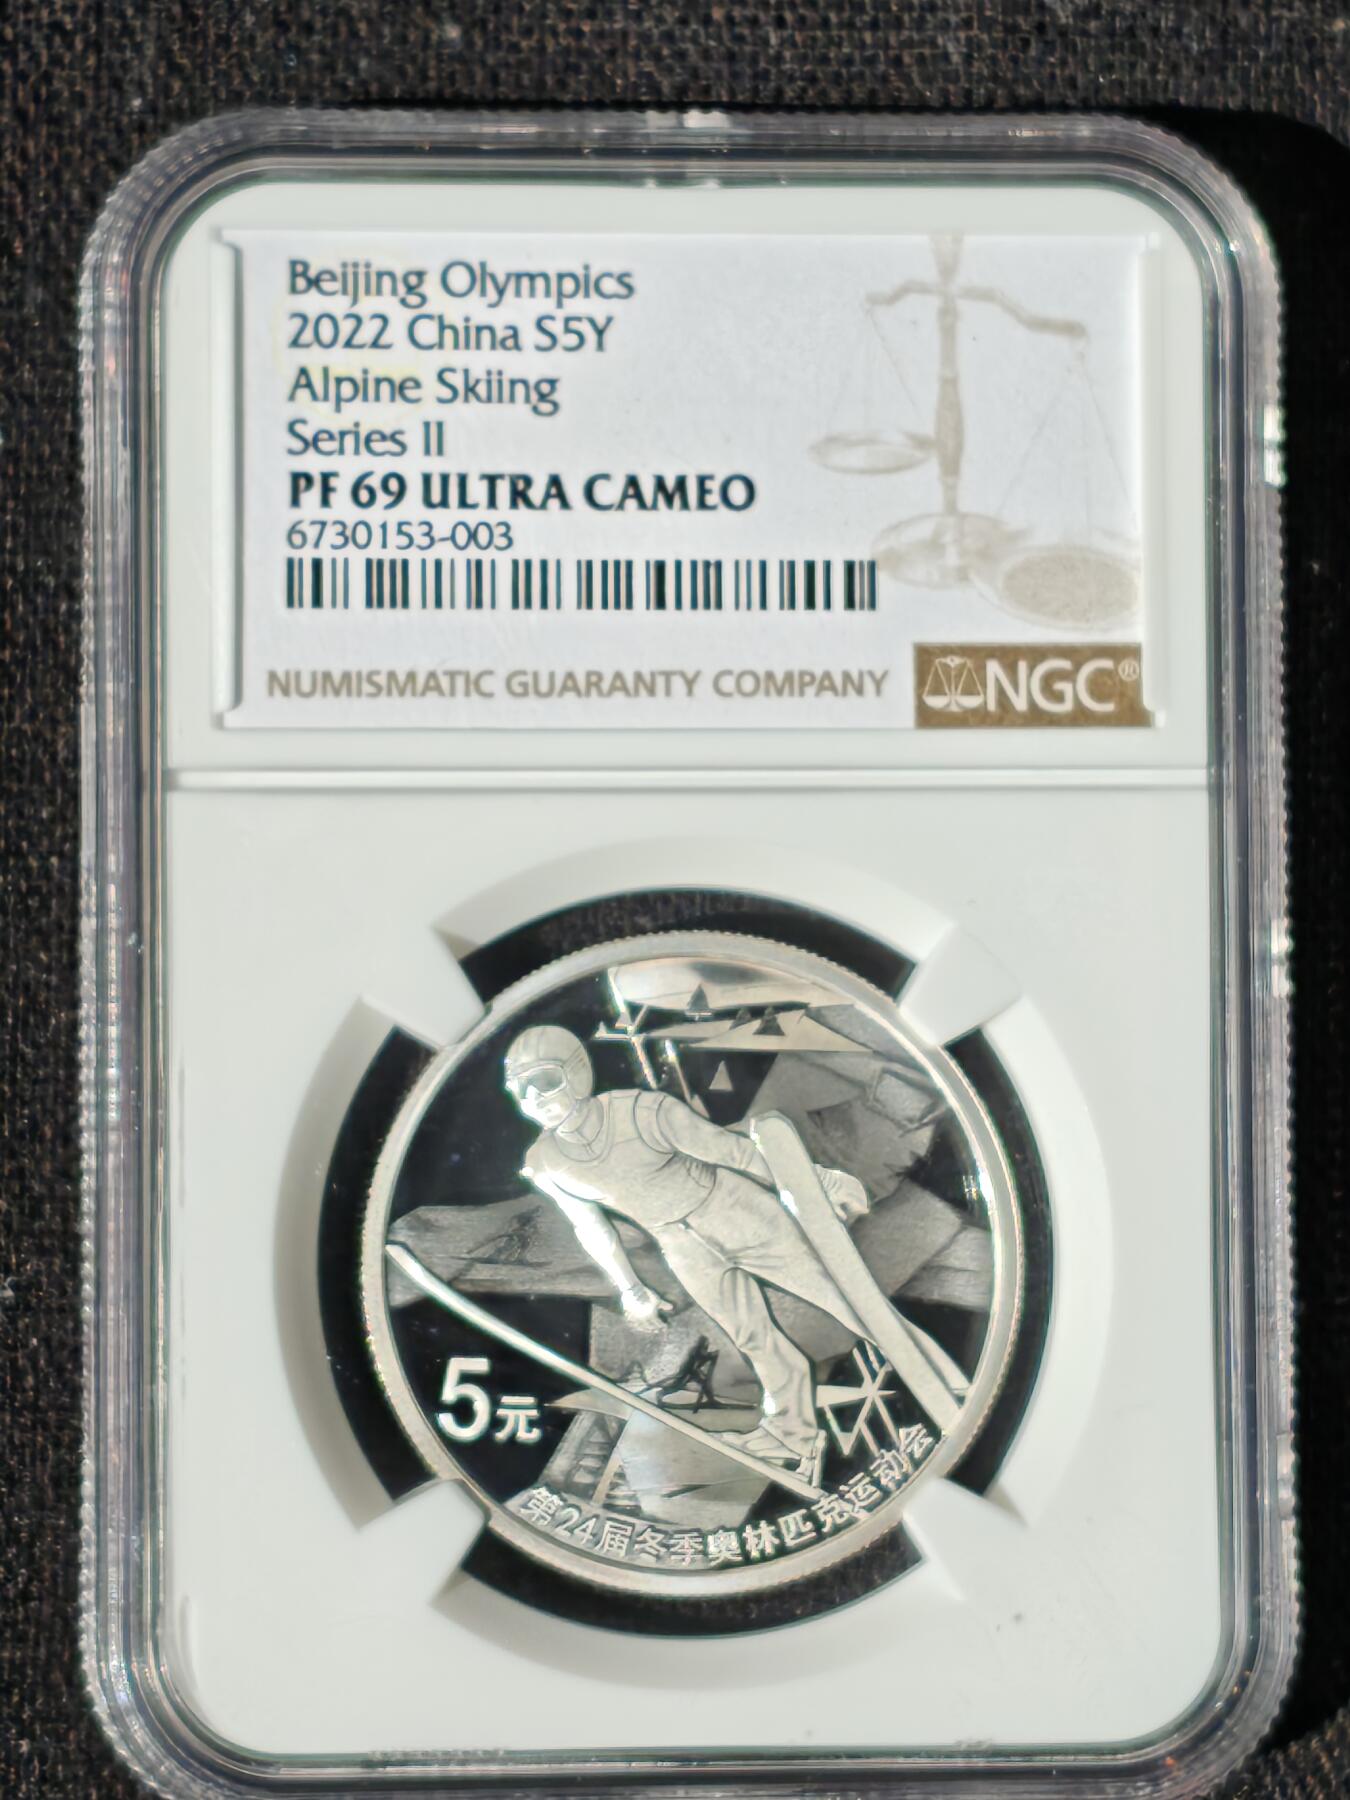 Beijing Olympics
2022 China S5Y
Alpine Skiing
Series II
PF 69 ULTRA CAMEO
6730153-003
NUMISMATIC GUARANTY COMPANY
NGC®
5元
第24届冬季奥林匹克运动会